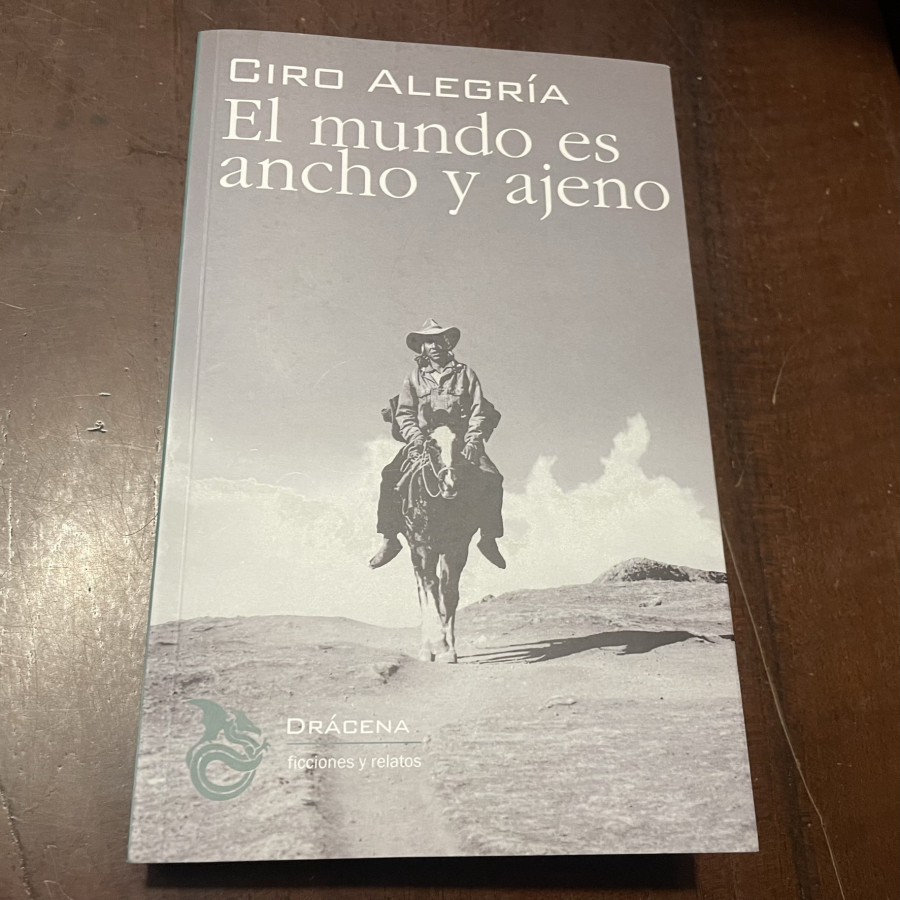 CIRO ALEGRÍA
El mundo es
ancho y ajeno
DRÁCENA
ficciones y relatos